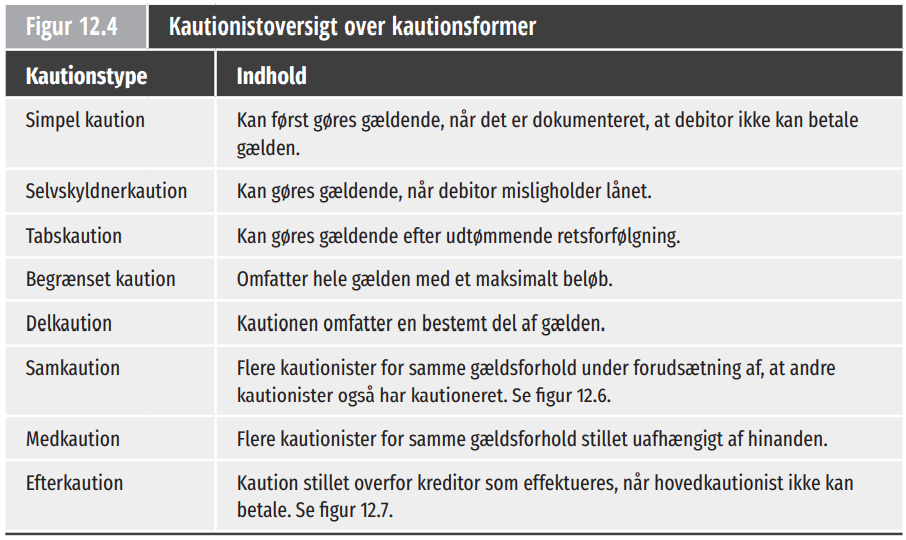 Figur 12.4 Kautionistoversigt over kautionsformer
Kautionstype Indhold
Simpel kaution Kan først gøres gældende, når det er dokumenteret, at debitor ikke kan betale
gælden.
Selvskyldnerkaution Kan gøres gældende, når debitor misligholder lånet.
Tabskaution Kan gøres gældende efter udtømmende retsforfølgning.
Begrænset kaution Omfatter hele gælden med et maksimalt beløb.
Delkaution Kautionen omfatter en bestemt del af gælden.
Samkaution Flere kautionister for samme gældsforhold under forudsætning af, at andre
kautionister også har kautioneret. Se figur 12.6.
Medkaution Flere kautionister for samme gældsforhold stillet uafhængigt af hinanden.
Efterkaution Kaution stillet overfor kreditor som effektueres, når hovedkautionist ikke kan
betale. Se figur 12.7.